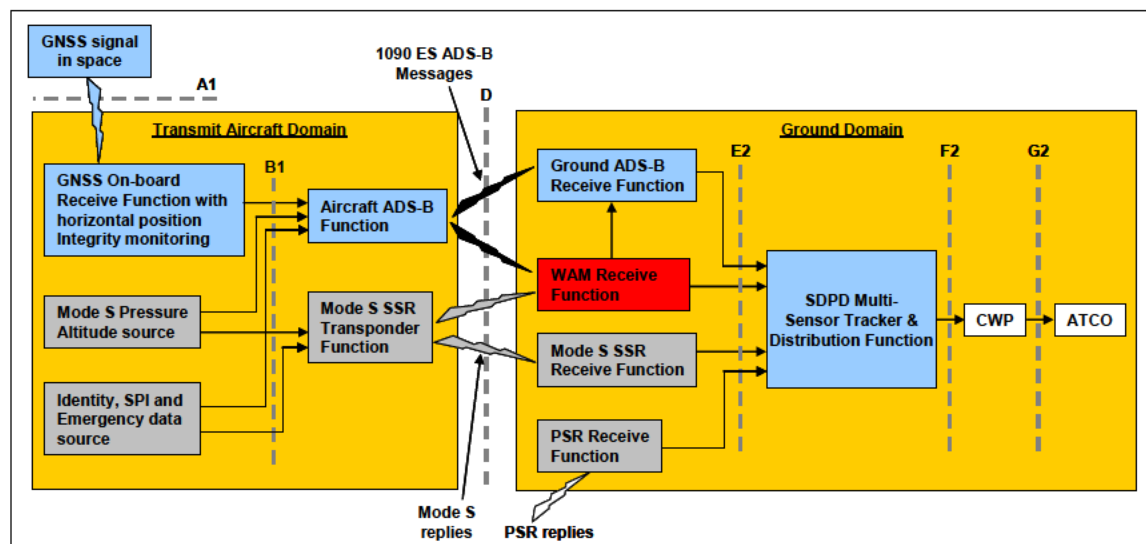 GNSS signal
in space
A1
1090 ES ADS-B
Messages
D
Transmit Aircraft Domain
B1
GNSS On-board
Receive Function with
horizontal position
Integrity monitoring
Aircraft ADS-B
Function
Mode S Pressure
Altitude source
Mode S SSR
Transponder
Function
Identity, SPI and
Emergency data
source
Mode S
replies
Ground Domain
E2
F2
G2
Ground ADS-B
Receive Function
WAM Receive
Function
Mode S SSR
Receive Function
PSR Receive
Function
PSR replies
SDPD Multi-
Sensor Tracker &
Distribution Function
CWP
ATCO